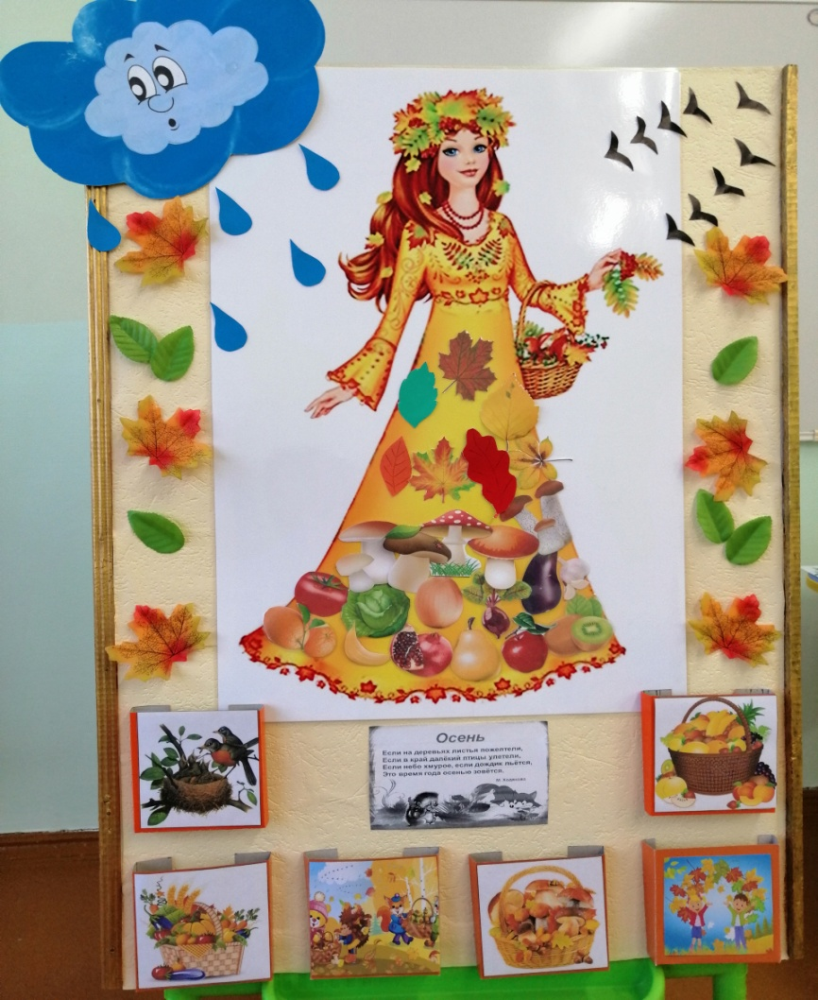 Осень
Если на деревьях листья пожелтели,
Если в край далёкий птицы улетели,
Если небо хмурое, если дождик льётся,
Это время года осенью зовётся.
М. Ходякова